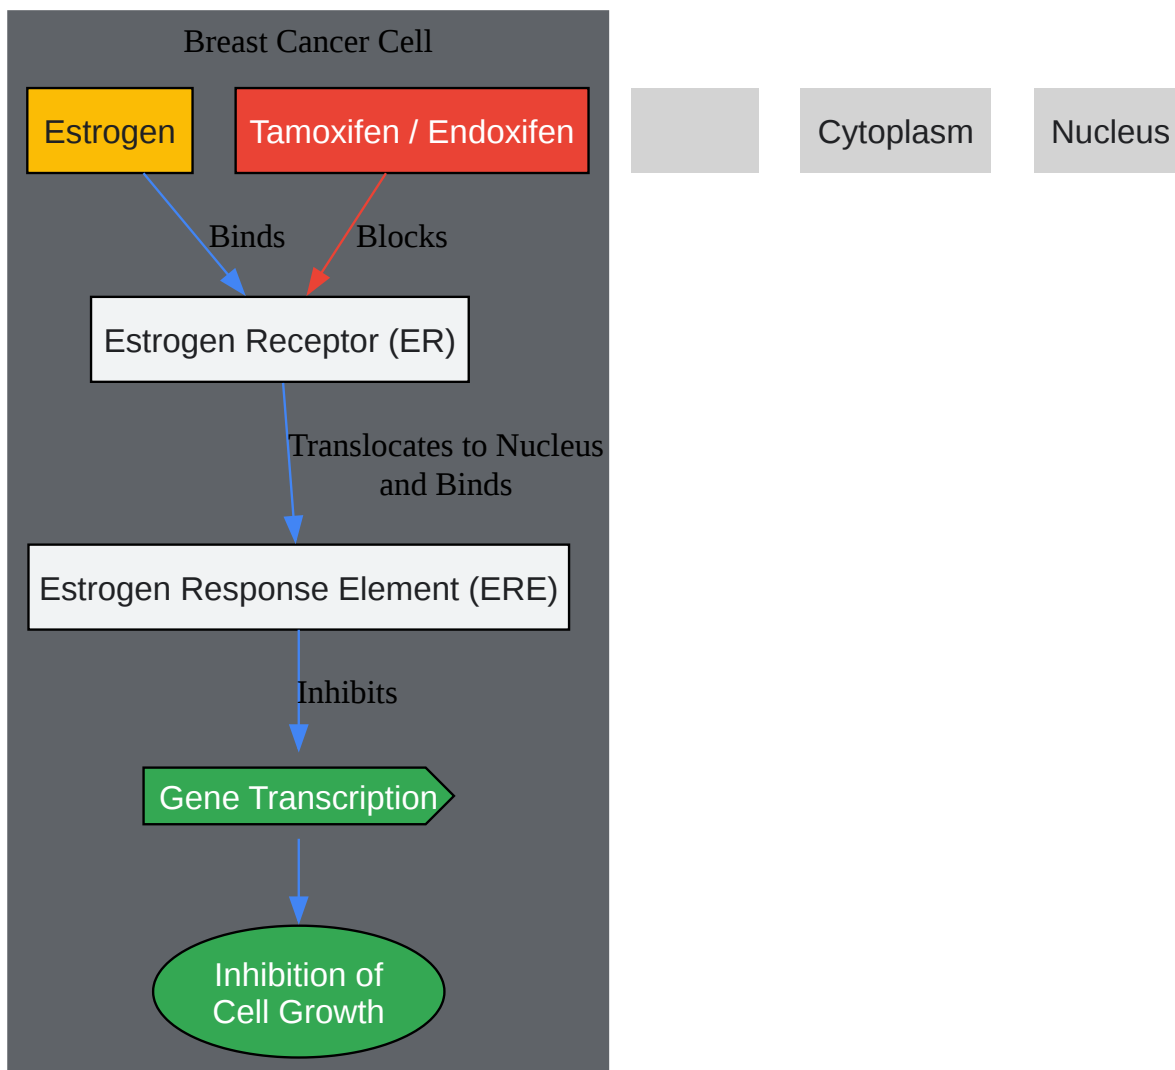 Breast Cancer Cell
Estrogen
Tamoxifen / Endoxifen
Cytoplasm
Nucleus
Binds
Blocks
Estrogen Receptor (ER)
Translocates to Nucleus
and Binds
Estrogen Response Element (ERE)
Inhibits
Gene Transcription
Inhibition of
Cell Growth